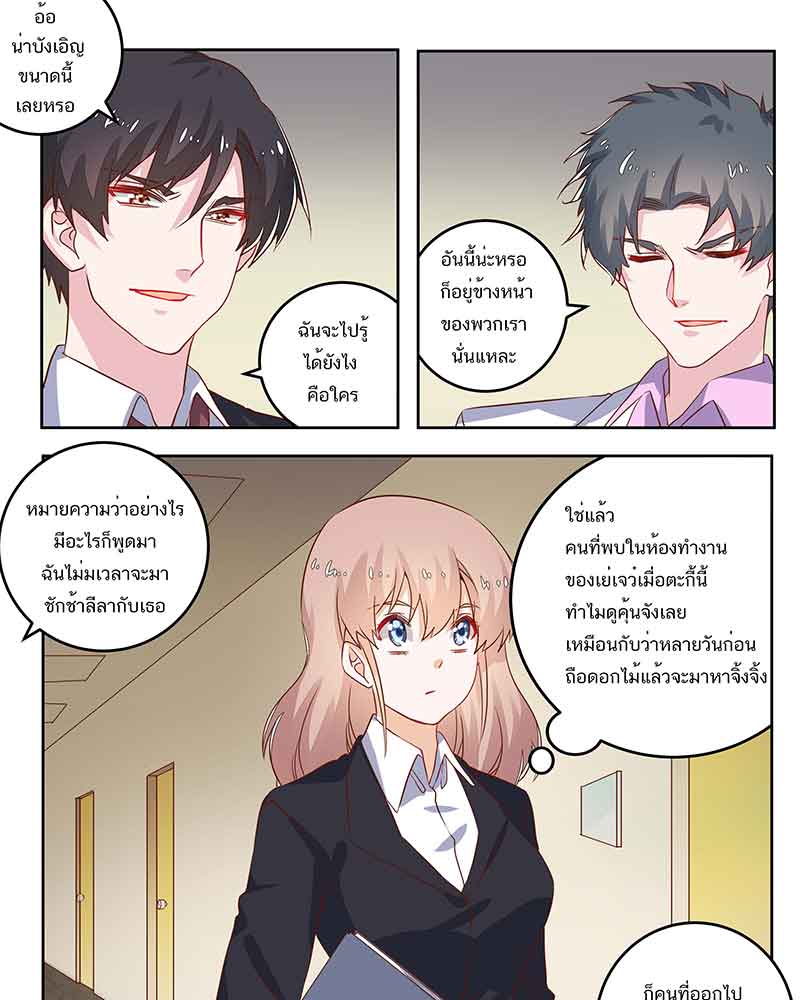 อ้อ
น่าบังเอิญ
ขนาดนี้
เลยหรอ
ฉันจะไปรู้
ได้ยังไง
คือใคร
อันนี้น่ะหรอ
ก็อยู่ข้างหน้า
ของพวกเรา
นั่นแหละ
หมายความว่าอย่างไร
มีอะไรก็พูดมา
ฉันไม่มเวลาจะมา
ชักช้าลีลากับเธอ
ใช่แล้ว
คนที่พบในห้องทำงาน
ของเย่เจว๋เมื่อตะกี้นี้
ทำไมดูคุ้นจังเลย
เหมือนกับว่าหลายวันก่อน
ถือดอกไม้แล้วจะมาหาจิ้งจิ้ง
ก็คนที่ออกไป